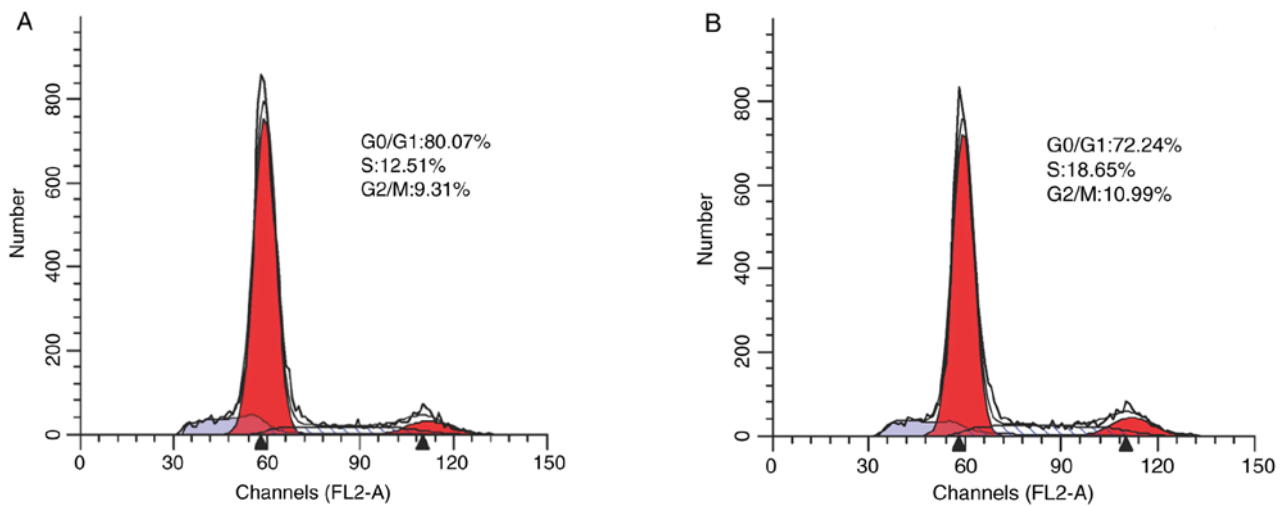 A
800
600
400
200
0
Number
G0/G1:80.07%
S:12.51%
G2/M:9.31%
0 30 60 90 120 150
Channels (FL2-A)
B
800
600
400
200
0
Number
G0/G1:72.24%
S:18.65%
G2/M:10.99%
0 30 60 90 120 150
Channels (FL2-A)